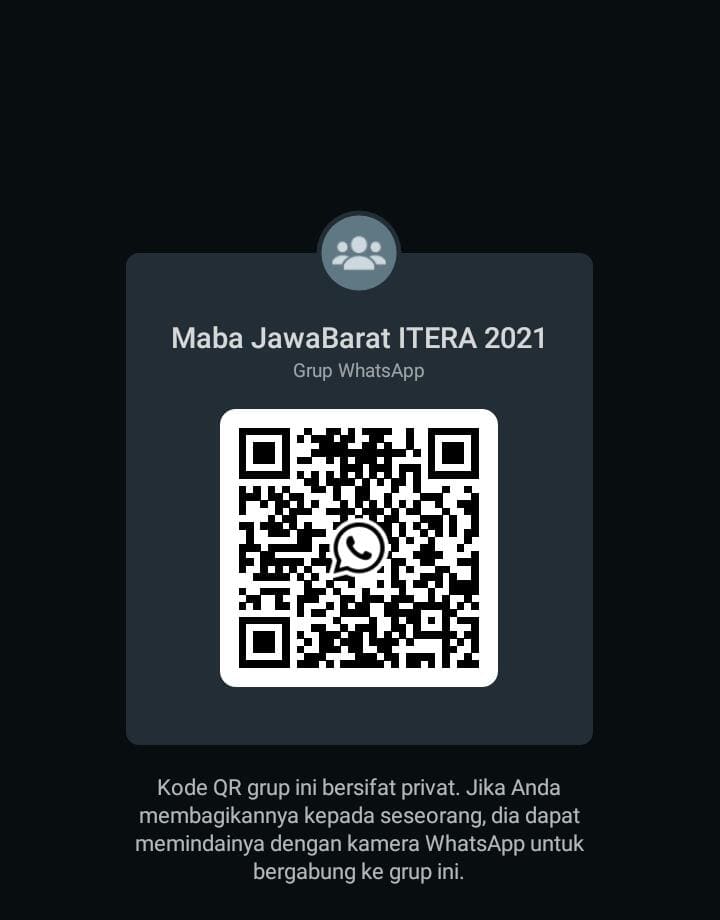 Maba JawaBarat ITERA 2021
Grup WhatsApp
Kode QR grup ini bersifat privat. Jika Anda
membagikannya kepada seseorang, dia dapat
memindainya dengan kamera WhatsApp untuk
bergabung ke grup ini.